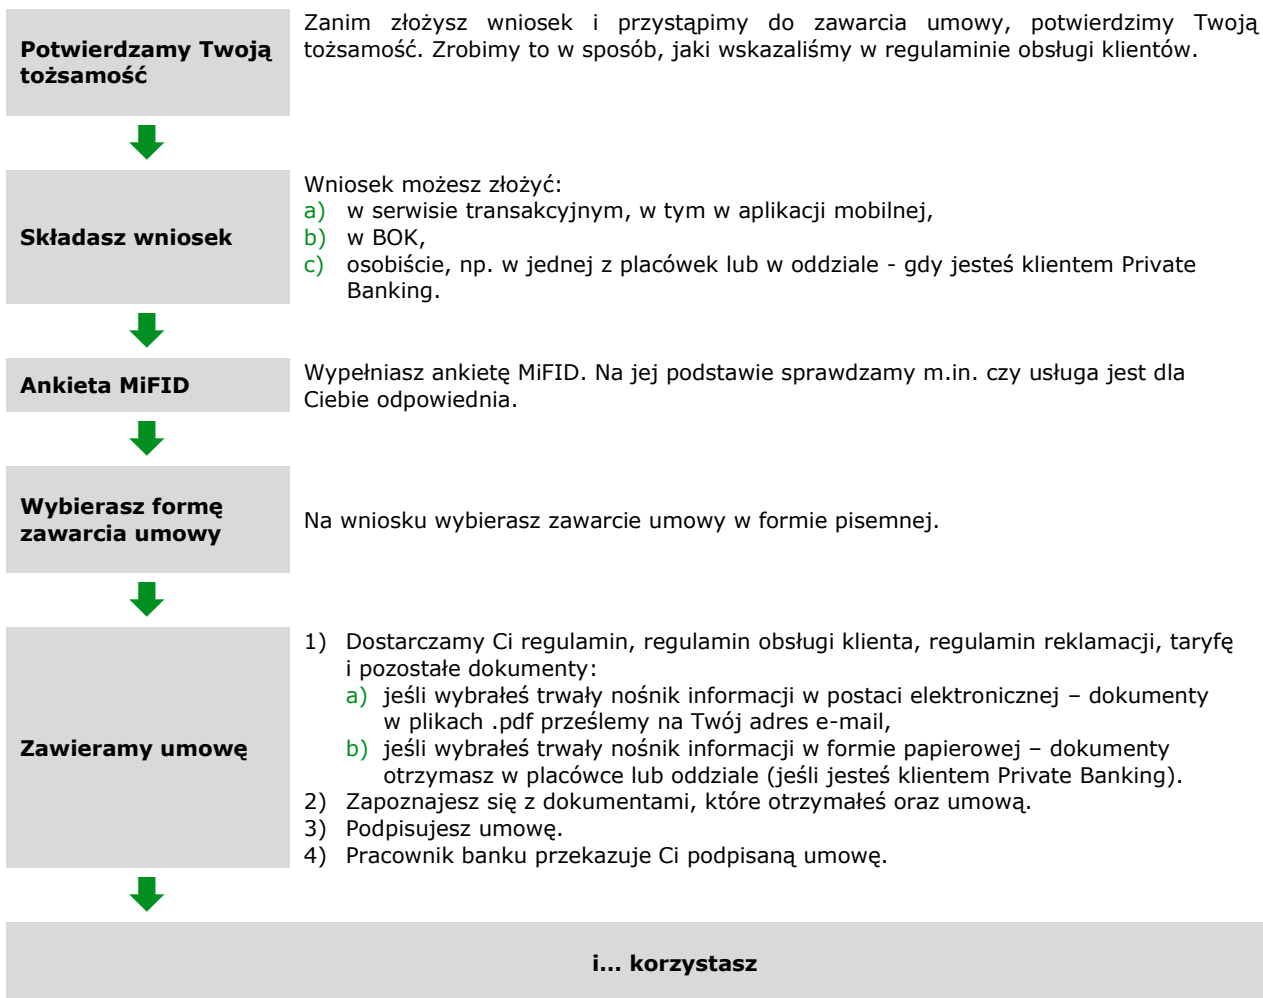 Potwierdzamy Twoją
tożsamość
Zanim złożysz wniosek i przystąpimy do zawarcia umowy, potwierdzimy Twoją
tożsamość. Zrobimy to w sposób, jaki wskazaliśmy w regulaminie obsługi klientów.
Składasz wniosek
Wniosek możesz złożyć:
a) w serwisie transakcyjnym, w tym w aplikacji mobilnej,
b) w BOK,
c) osobiście, np. w jednej z placówek lub w oddziale - gdy jesteś klientem Private
Banking.
Ankieta MiFID
Wypełniasz ankietę MiFID. Na jej podstawie sprawdzamy m.in. czy usługa jest dla
Ciebie odpowiednia.
Wybierasz formę
zawarcia umowy
Na wniosku wybierasz zawarcie umowy w formie pisemnej.
Zawieramy umowę
1) Dostarczamy Ci regulamin, regulamin obsługi klienta, regulamin reklamacji, taryfę
i pozostałe dokumenty:
a) jeśli wybrałeś trwały nośnik informacji w postaci elektronicznej – dokumenty
w plikach .pdf prześlemy na Twój adres e-mail,
b) jeśli wybrałeś trwały nośnik informacji w formie papierowej – dokumenty
otrzymasz w placówce lub oddziale (jeśli jesteś klientem Private Banking).
2) Zapoznajesz się z dokumentami, które otrzymałeś oraz umową.
3) Podpisujesz umowę.
4) Pracownik banku przekazuje Ci podpisaną umowę.
i... korzystasz